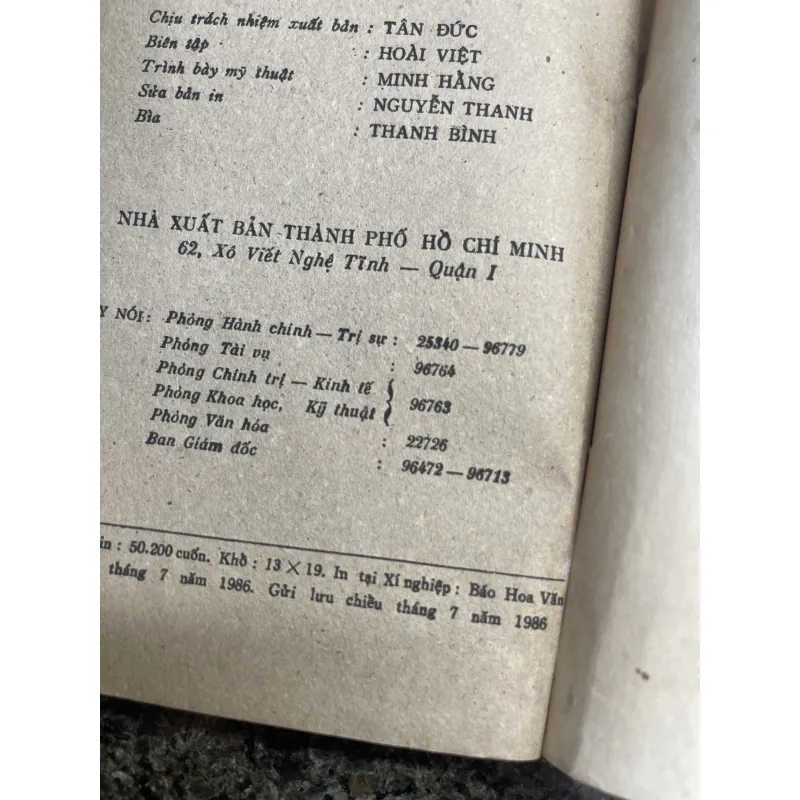 Chịu trách nhiệm xuất bản : TÂN ĐỨC
Biên tập : HOÀI VIỆT
Trình bày mỹ thuật : MINH HẰNG
Sửa bản in : NGUYỄN THANH
Bìa : THANH BÌNH
NHÀ XUẤT BẢN THÀNH PHỐ HỒ CHÍ MINH
62, Xô Viết Nghệ Tĩnh — Quận I
Y NÓI: Phòng Hành chính — Trị sự : 25340 — 96779
Phòng Tài vụ : 96764
Phòng Chính trị — Kinh tế
Phòng Khoa học, Kỹ thuật } 96763
Phòng Văn hóa : 22726
Ban Giám đốc : 96472 — 96713
in : 50.200 cuốn. Khổ : 13 × 19. In tại Xí nghiệp : Báo Hoa Văn
tháng 7 năm 1986. Gửi lưu chiều tháng 7 năm 1986